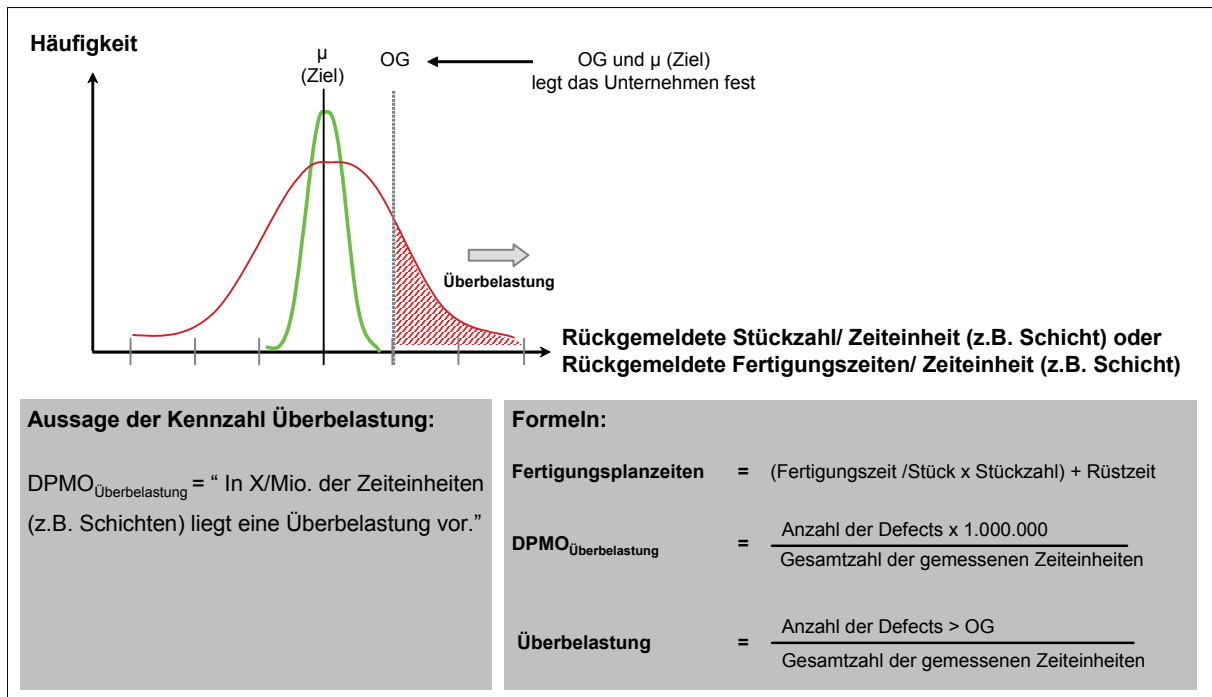 Häufigkeit
µ
(Ziel)
OG
OG und µ (Ziel)
legt das Unternehmen fest
Überbelastung
Rückgemeldete Stückzahl/ Zeiteinheit (z.B. Schicht) oder
Rückgemeldete Fertigungszeiten/ Zeiteinheit (z.B. Schicht)
Aussage der Kennzahl Überbelastung:
DPMOÜberbelastung = “ In X/Mio. der Zeiteinheiten
(z.B. Schichten) liegt eine Überbelastung vor.”
Formeln:
Fertigungsplanzeiten = (Fertigungszeit /Stück x Stückzahl) + Rüstzeit
Anzahl der Defects x 1.000.000
DPMOÜberbelastung =
Gesamtzahl der gemessenen Zeiteinheiten
Anzahl der Defects > OG
Überbelastung =
Gesamtzahl der gemessenen Zeiteinheiten